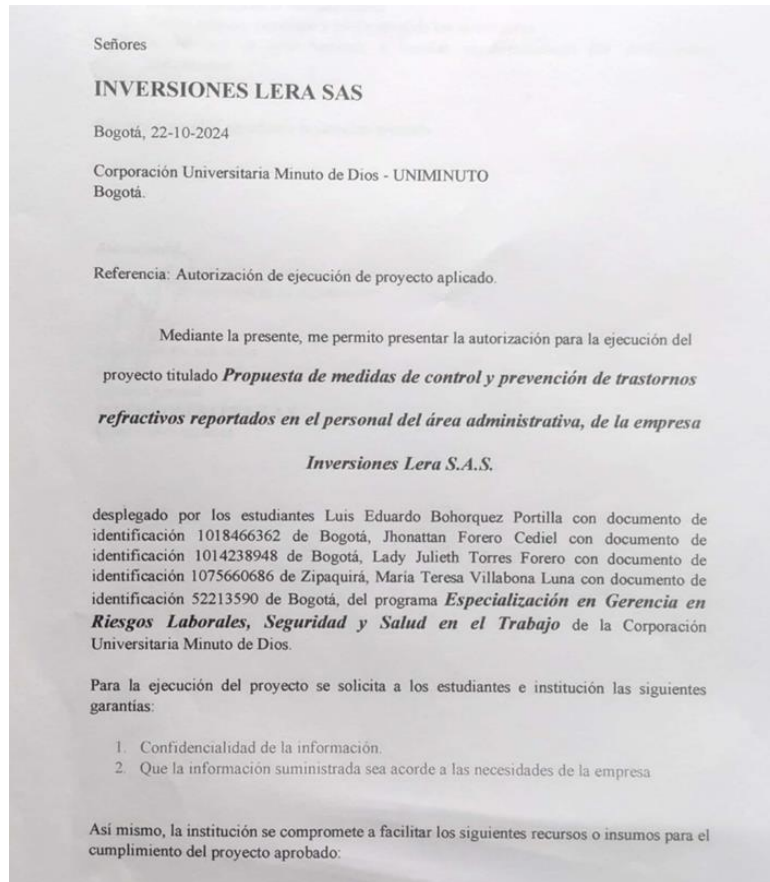 Señores
INVERSIONES LERA SAS
Bogotá, 22-10-2024
Corporación Universitaria Minuto de Dios - UNIMINUTO
Bogotá.
Referencia: Autorización de ejecución de proyecto aplicado.
Mediante la presente, me permito presentar la autorización para la ejecución del
proyecto titulado Propuesta de medidas de control y prevención de trastornos
refractivos reportados en el personal del área administrativa, de la empresa
Inversiones Lera S.A.S.
desplegado por los estudiantes Luis Eduardo Bohorquez Portilla con documento de
identificación 1018466362 de Bogotá, Jhonattan Forero Cediel con documento de
identificación 1014238948 de Bogotá, Lady Julieth Torres Forero con documento de
identificación 1075660686 de Zipaquirá, María Teresa Villabona Luna con documento de
identificación 52213590 de Bogotá, del programa Especialización en Gerencia en
Riesgos Laborales, Seguridad y Salud en el Trabajo de la Corporación
Universitaria Minuto de Dios.
Para la ejecución del proyecto se solicita a los estudiantes e institución las siguientes
garantías:
1. Confidencialidad de la información.
2. Que la información suministrada sea acorde a las necesidades de la empresa
Así mismo, la institución se compromete a facilitar los siguientes recursos o insumos para el
cumplimiento del proyecto aprobado: